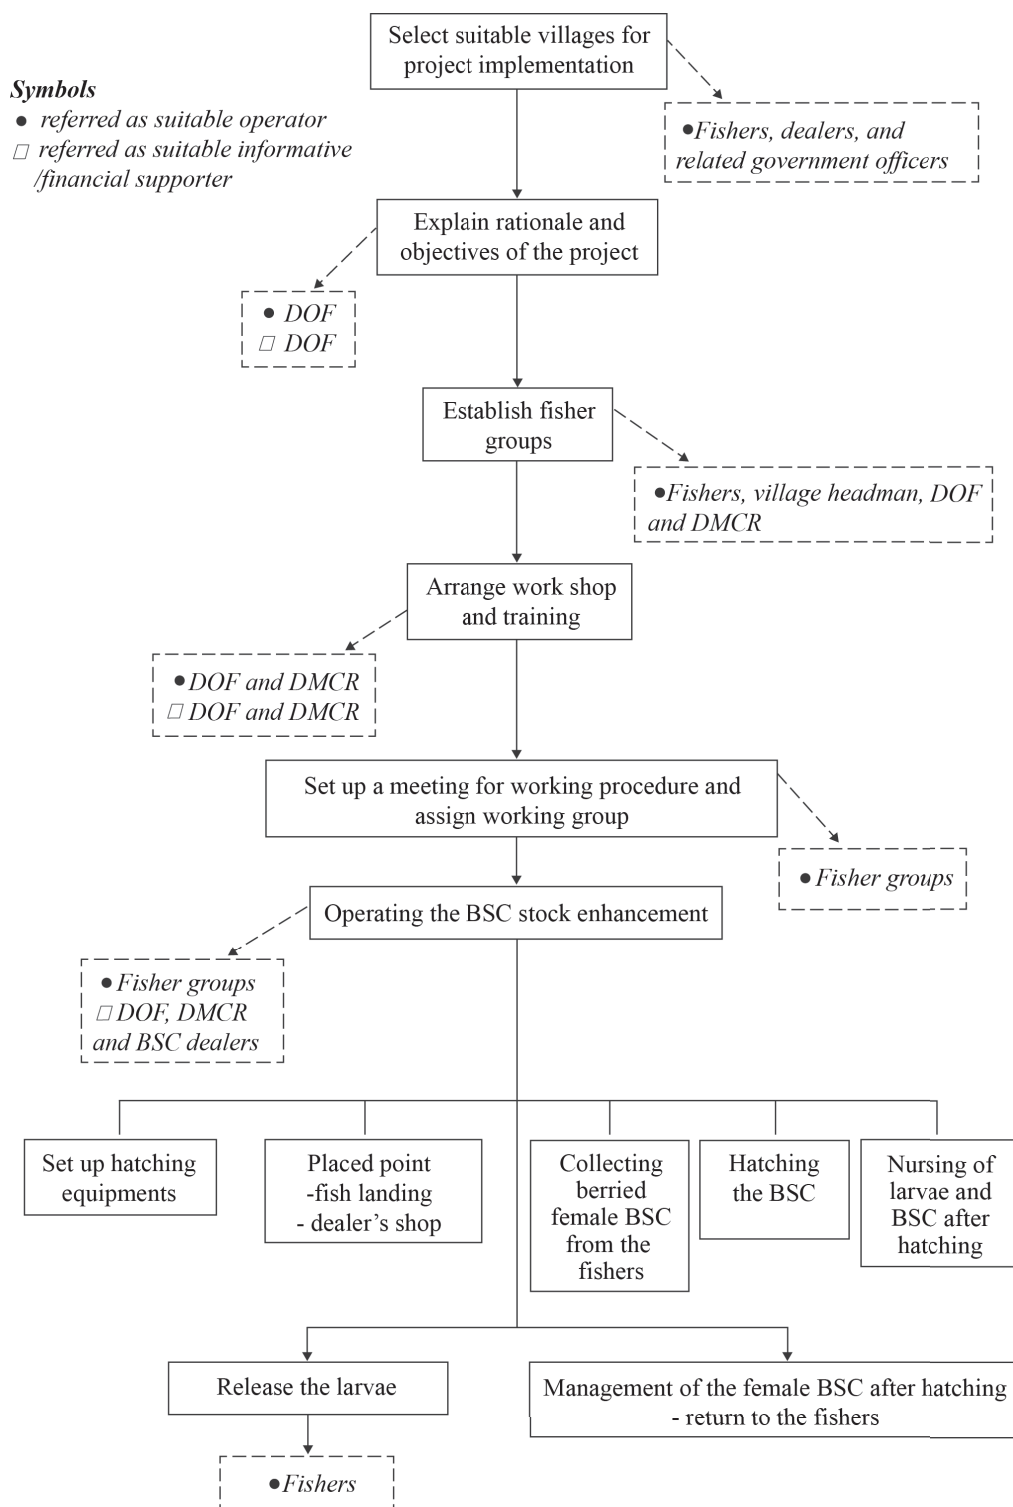 Select suitable villages for
project implementation
Symbols
● referred as suitable operator
□ referred as suitable informative
/financial supporter
●Fishers, dealers, and
related government officers
Explain rationale and
objectives of the project
● DOF
□ DOF
Establish fisher
groups
●Fishers, village headman, DOF
and DMCR
Arrange work shop
and training
●DOF and DMCR
□ DOF and DMCR
Set up a meeting for working procedure and
assign working group
● Fisher groups
Operating the BSC stock enhancement
● Fisher groups
□ DOF, DMCR
and BSC dealers
Set up hatching
equipments
Placed point
-fish landing
- dealer's shop
Collecting
berried
female BSC
from the
fishers
Hatching
the BSC
Nursing of
larvae and
BSC after
hatching
Release the larvae
Management of the female BSC after hatching
- return to the fishers
●Fishers